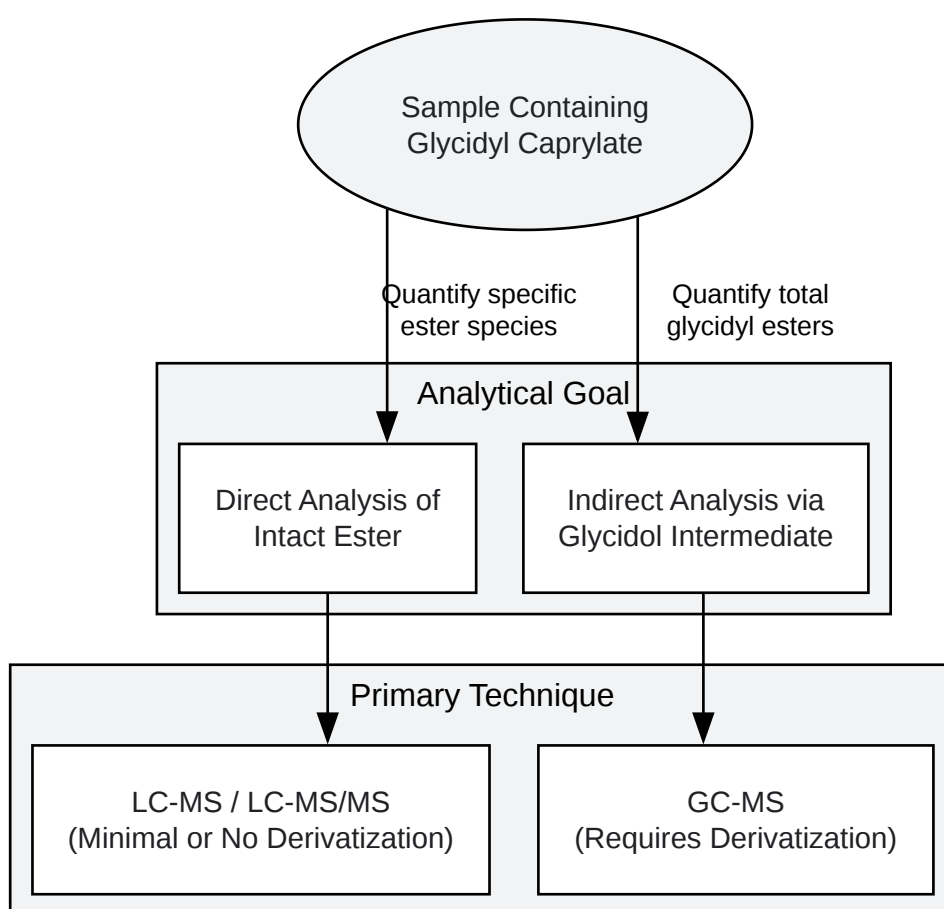 Sample Containing
Glycidyl Caprylate
Quantify specific
ester species
Quantify total
glycidyl esters
Analytical Goal
Direct Analysis of
Intact Ester
Indirect Analysis via
Glycidol Intermediate
Primary Technique
LC-MS / LC-MS/MS
(Minimal or No Derivatization)
GC-MS
(Requires Derivatization)